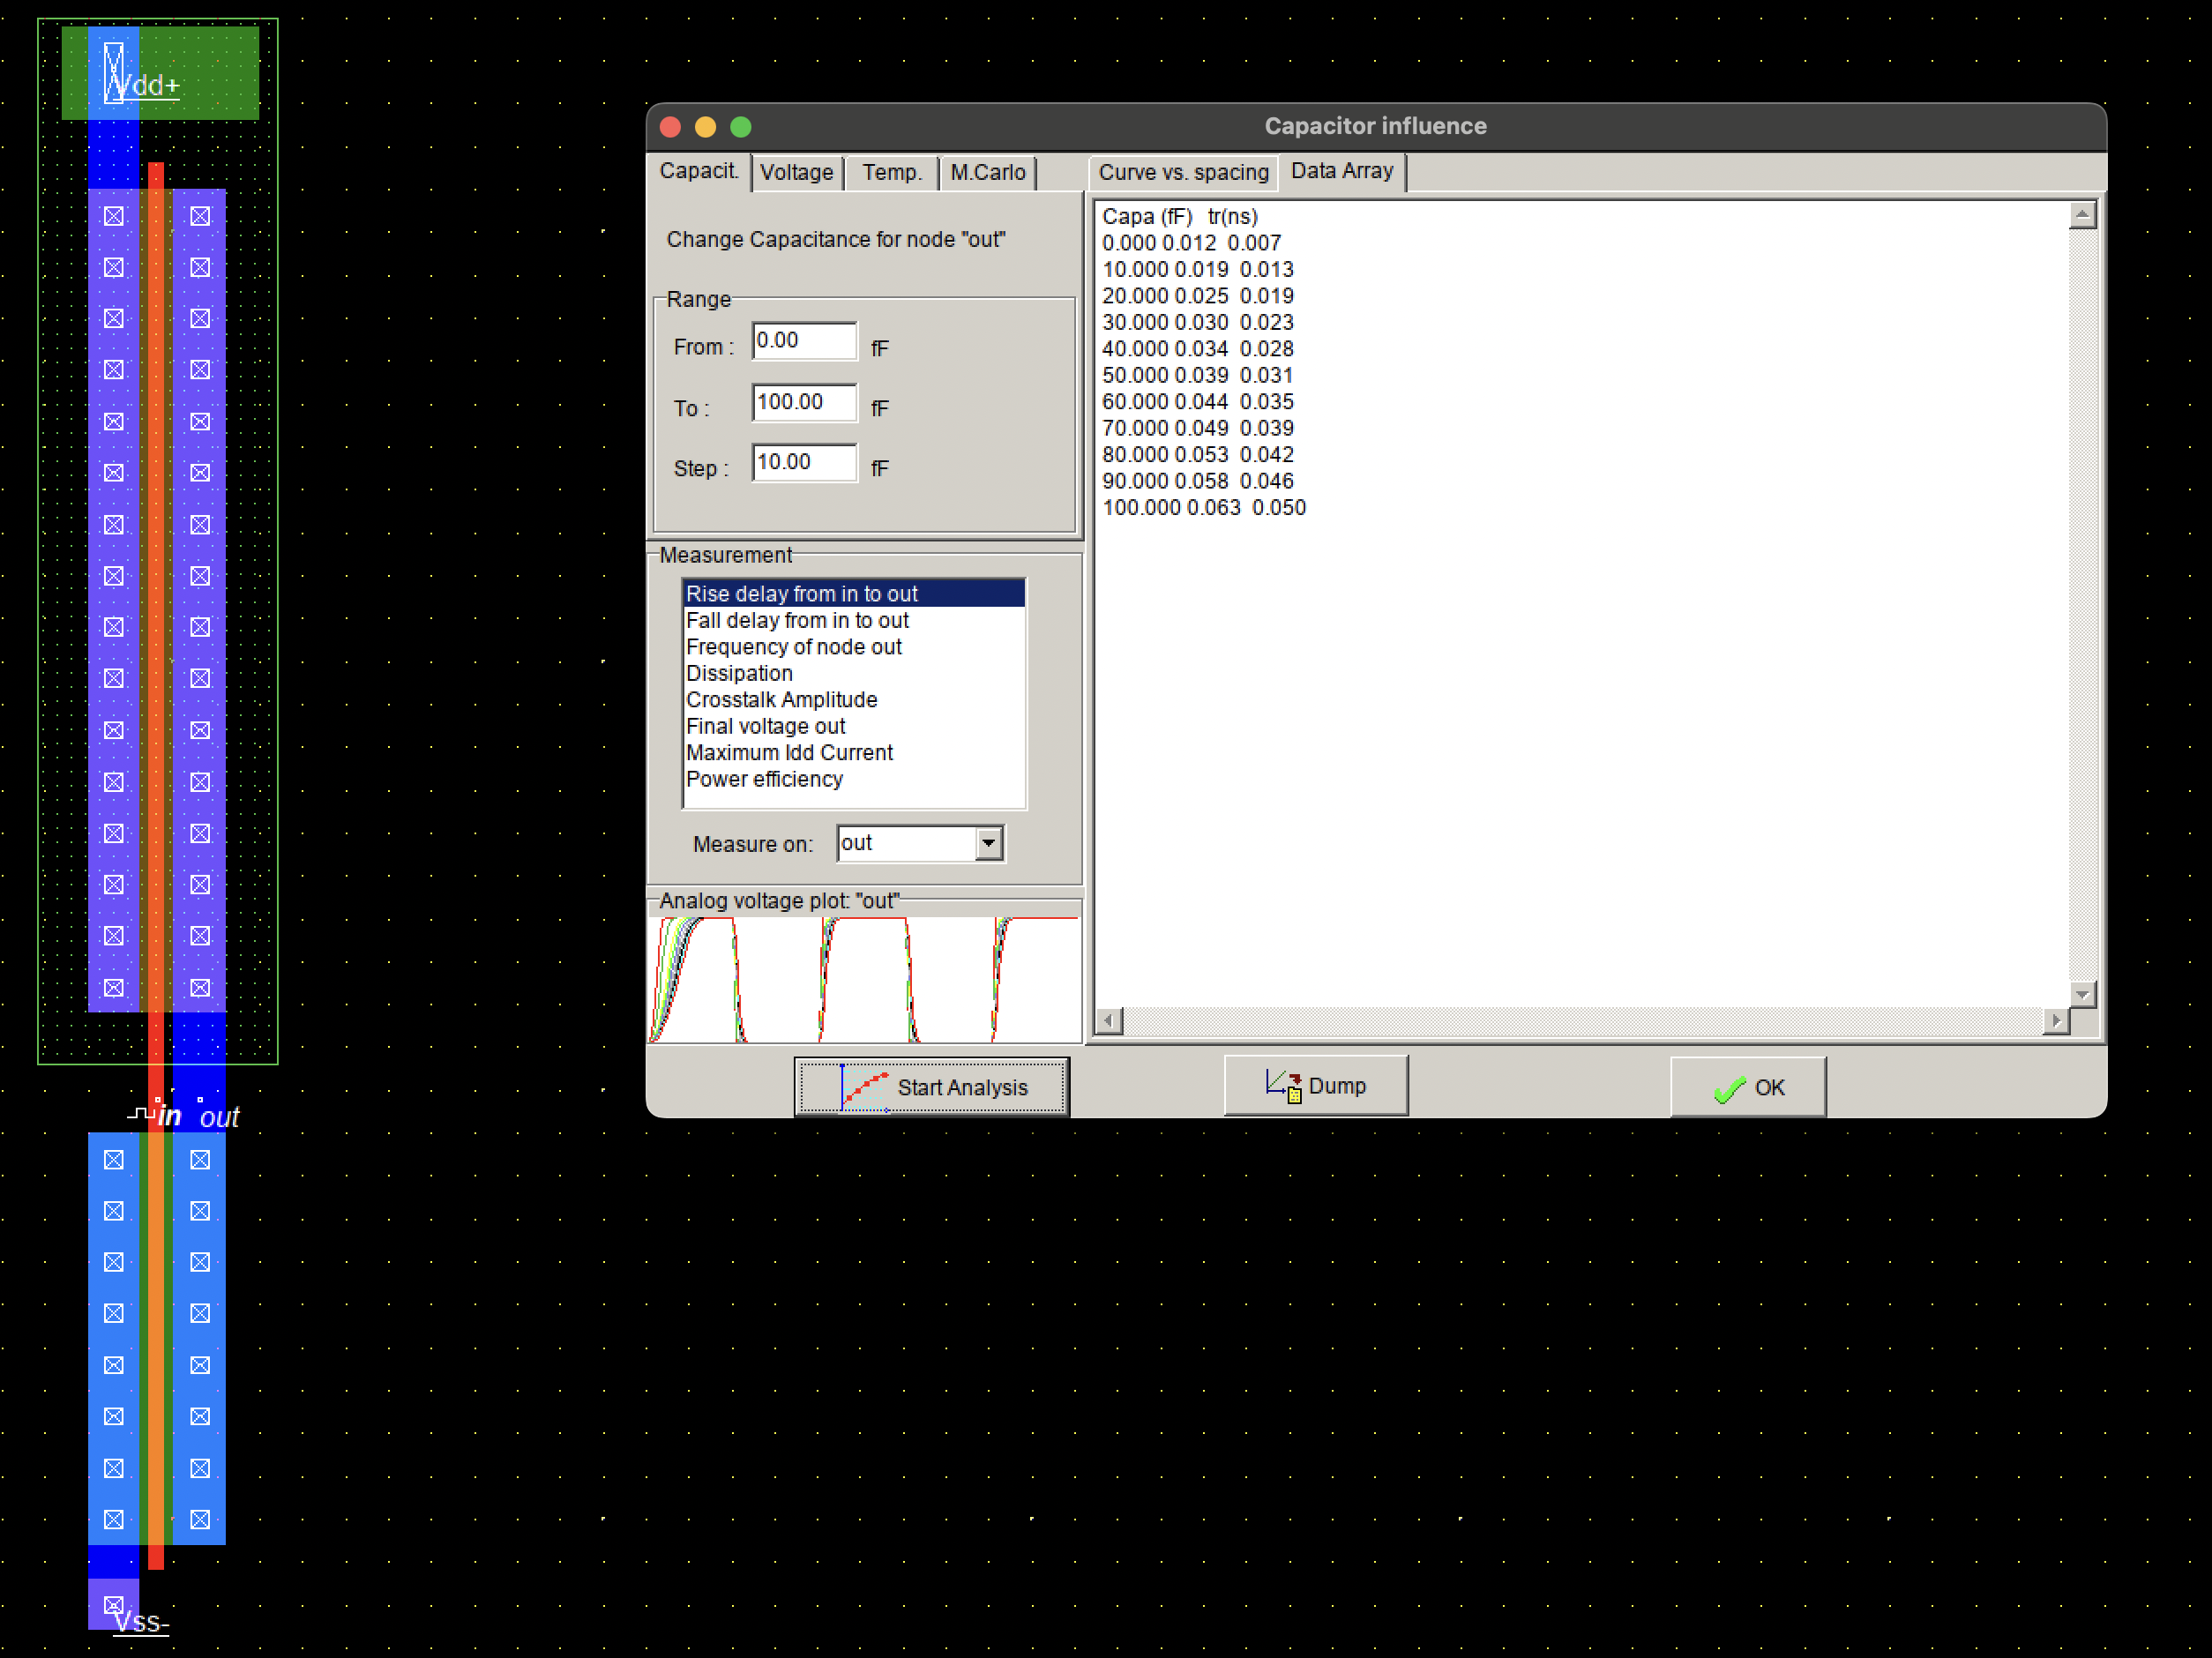 Vdd+
in out
Vss-
Capacitor influence
Capacit. Voltage Temp. M.Carlo
Curve vs. spacing Data Array
Change Capacitance for node "out"
Range
From : 0.00 fF
To : 100.00 fF
Step : 10.00 fF
Measurement
Rise delay from in to out
Fall delay from in to out
Frequency of node out
Dissipation
Crosstalk Amplitude
Final voltage out
Maximum Idd Current
Power efficiency
Measure on: out
Analog voltage plot: "out"
Capa (fF) tr(ns)
0.000 0.012 0.007
10.000 0.019 0.013
20.000 0.025 0.019
30.000 0.030 0.023
40.000 0.034 0.028
50.000 0.039 0.031
60.000 0.044 0.035
70.000 0.049 0.039
80.000 0.053 0.042
90.000 0.058 0.046
100.000 0.063 0.050
Start Analysis Dump OK